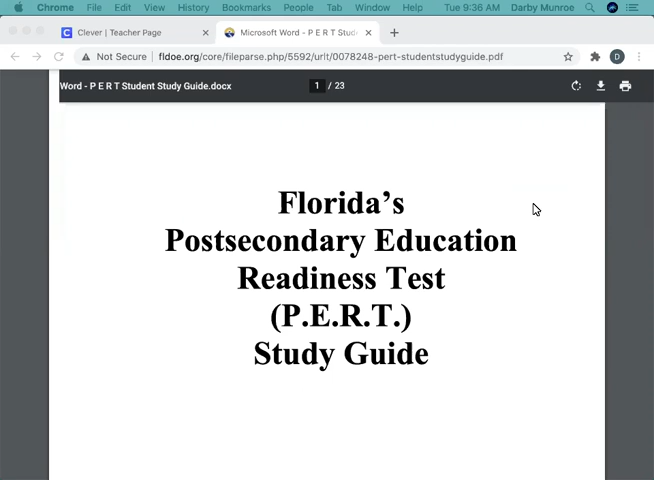 Chrome File Edit View History Bookmarks People Tab Window Help Tue 9:36 AM Darby Munroe
Clever | Teacher Page × Microsoft Word - P E R T Stude × +
Not Secure | fldoe.org/core/fileparse.php/5592/urlt/0078248-pert-studentstudyguide.pdf D
Word - P E R T Student Study Guide.docx 1 / 23
Florida's
Postsecondary Education
Readiness Test
(P.E.R.T.)
Study Guide